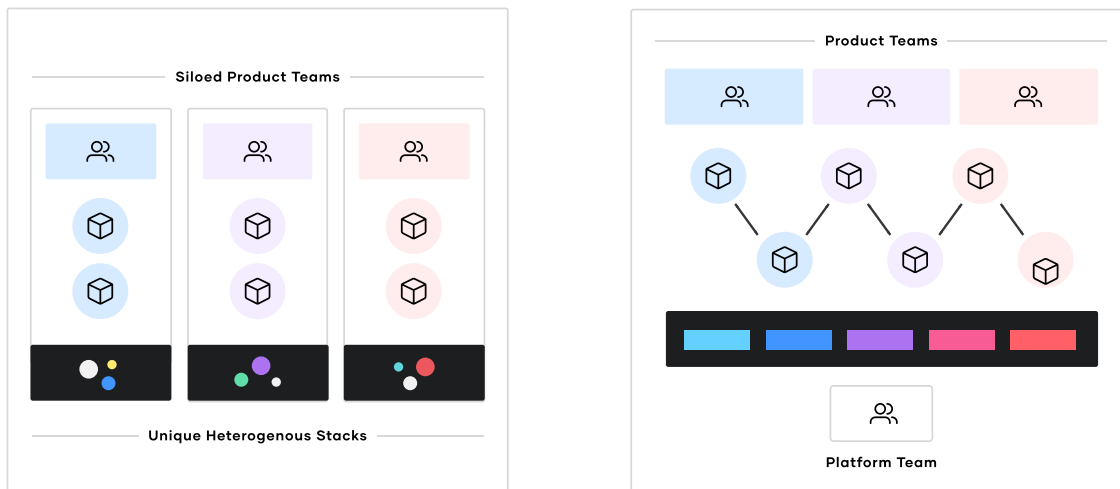 Siloed Product Teams
Unique Heterogenous Stacks
Product Teams
Platform Team